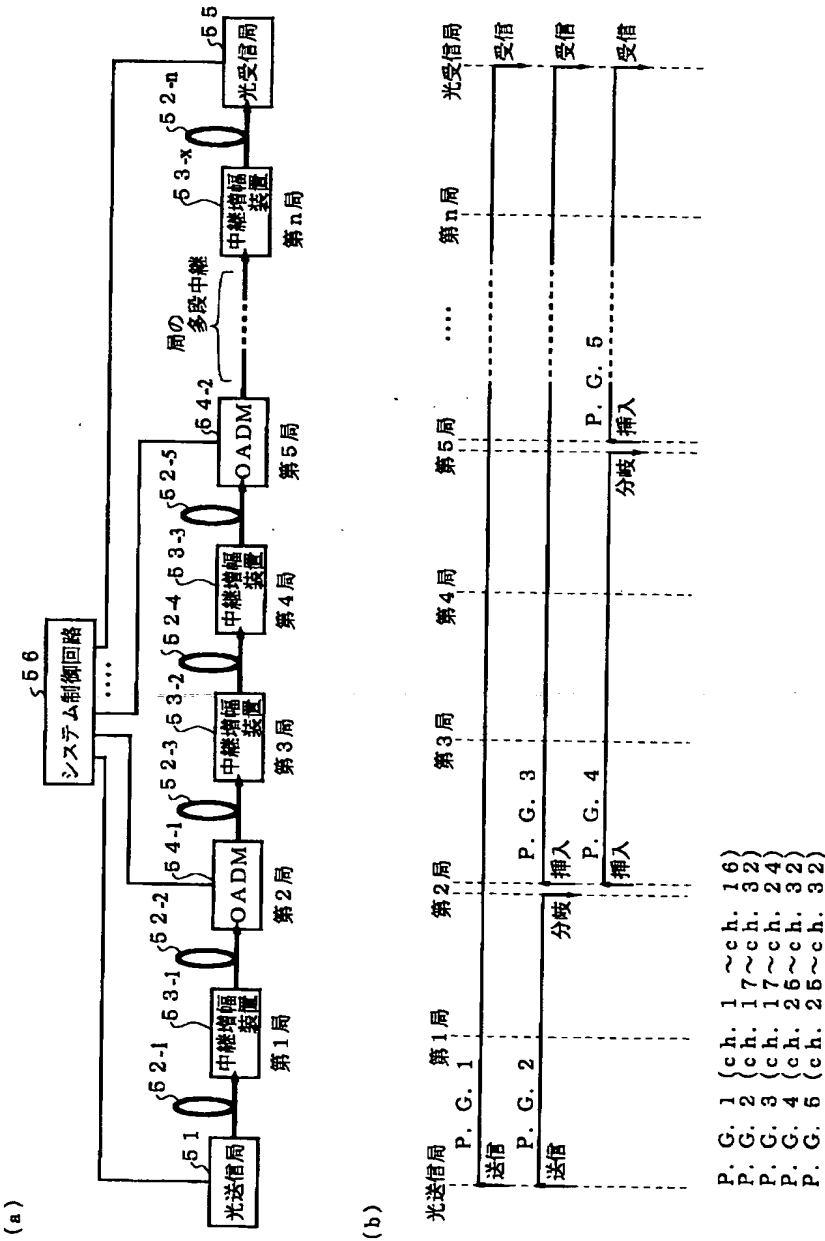 (a)
システム制御回路
56
....
51
光送信局
52-1
53-1
中継増幅
装置
第1局
52-2
54-1
OADM
第2局
52-3
53-2
中継増幅
装置
第3局
52-4
53-3
中継増幅
装置
第4局
52-5
54-2
OADM
第5局
局の
多段中継
53-x
中継増幅
装置
第n局
52-n
55
光受信局
(b)
光送信局
第1局
第2局
第3局
第4局
第5局
....
第n局
光受信局
P. G. 1
送信
受信
P. G. 2
送信
分岐
P. G. 3
挿入
受信
P. G. 4
挿入
分岐
P. G. 5
挿入
受信
P. G. 1 (ch. 1 ~ch. 16)
P. G. 2 (ch. 17~ch. 32)
P. G. 3 (ch. 17~ch. 24)
P. G. 4 (ch. 25~ch. 32)
P. G. 5 (ch. 25~ch. 32)